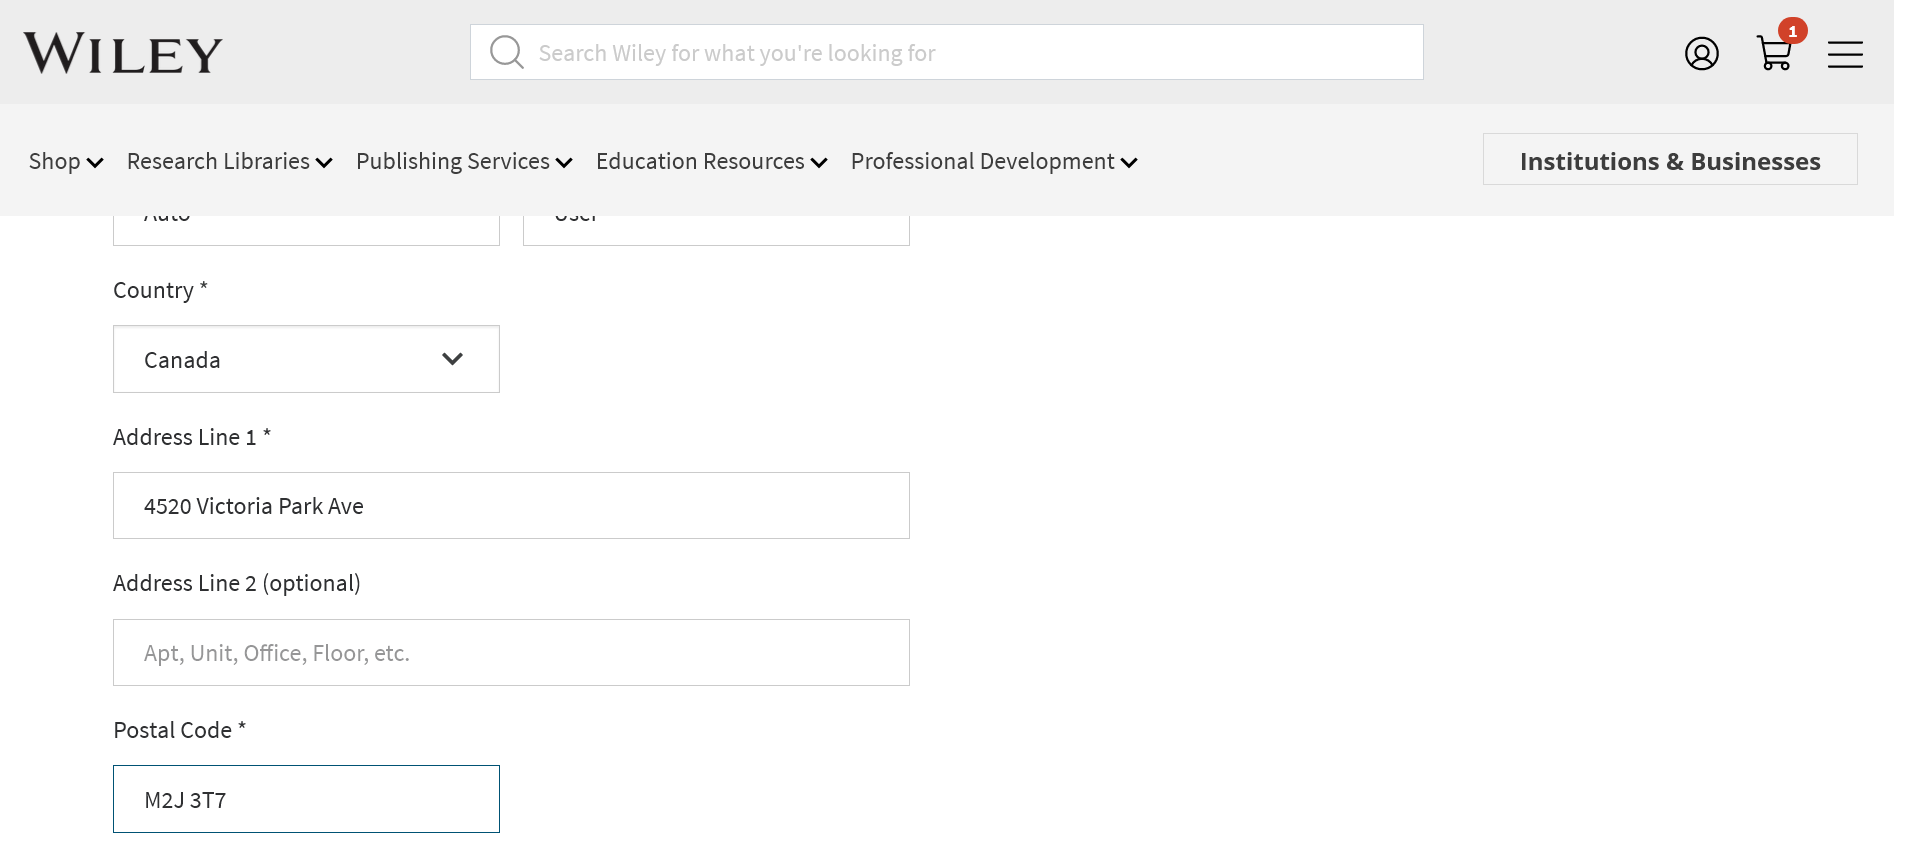 WILEY
Search Wiley for what you're looking for
1
Shop Research Libraries Publishing Services Education Resources Professional Development Institutions & Businesses
Auto User
Country *
Canada
Address Line 1 *
4520 Victoria Park Ave
Address Line 2 (optional)
Apt, Unit, Office, Floor, etc.
Postal Code *
M2J 3T7